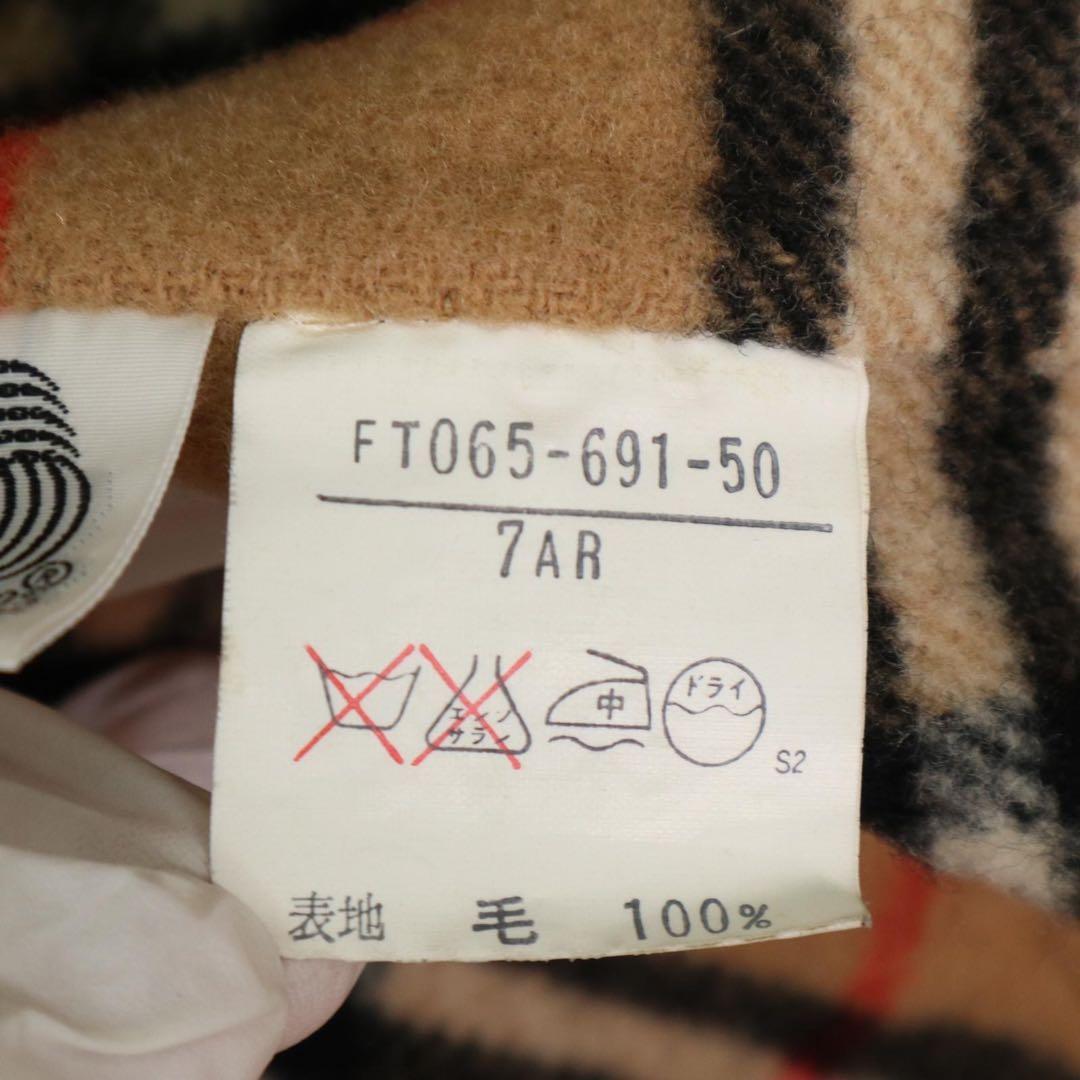 FT065-691-50
7AR
エンソ
サラシ
中
ドライ
S2
表地 毛 100%
®